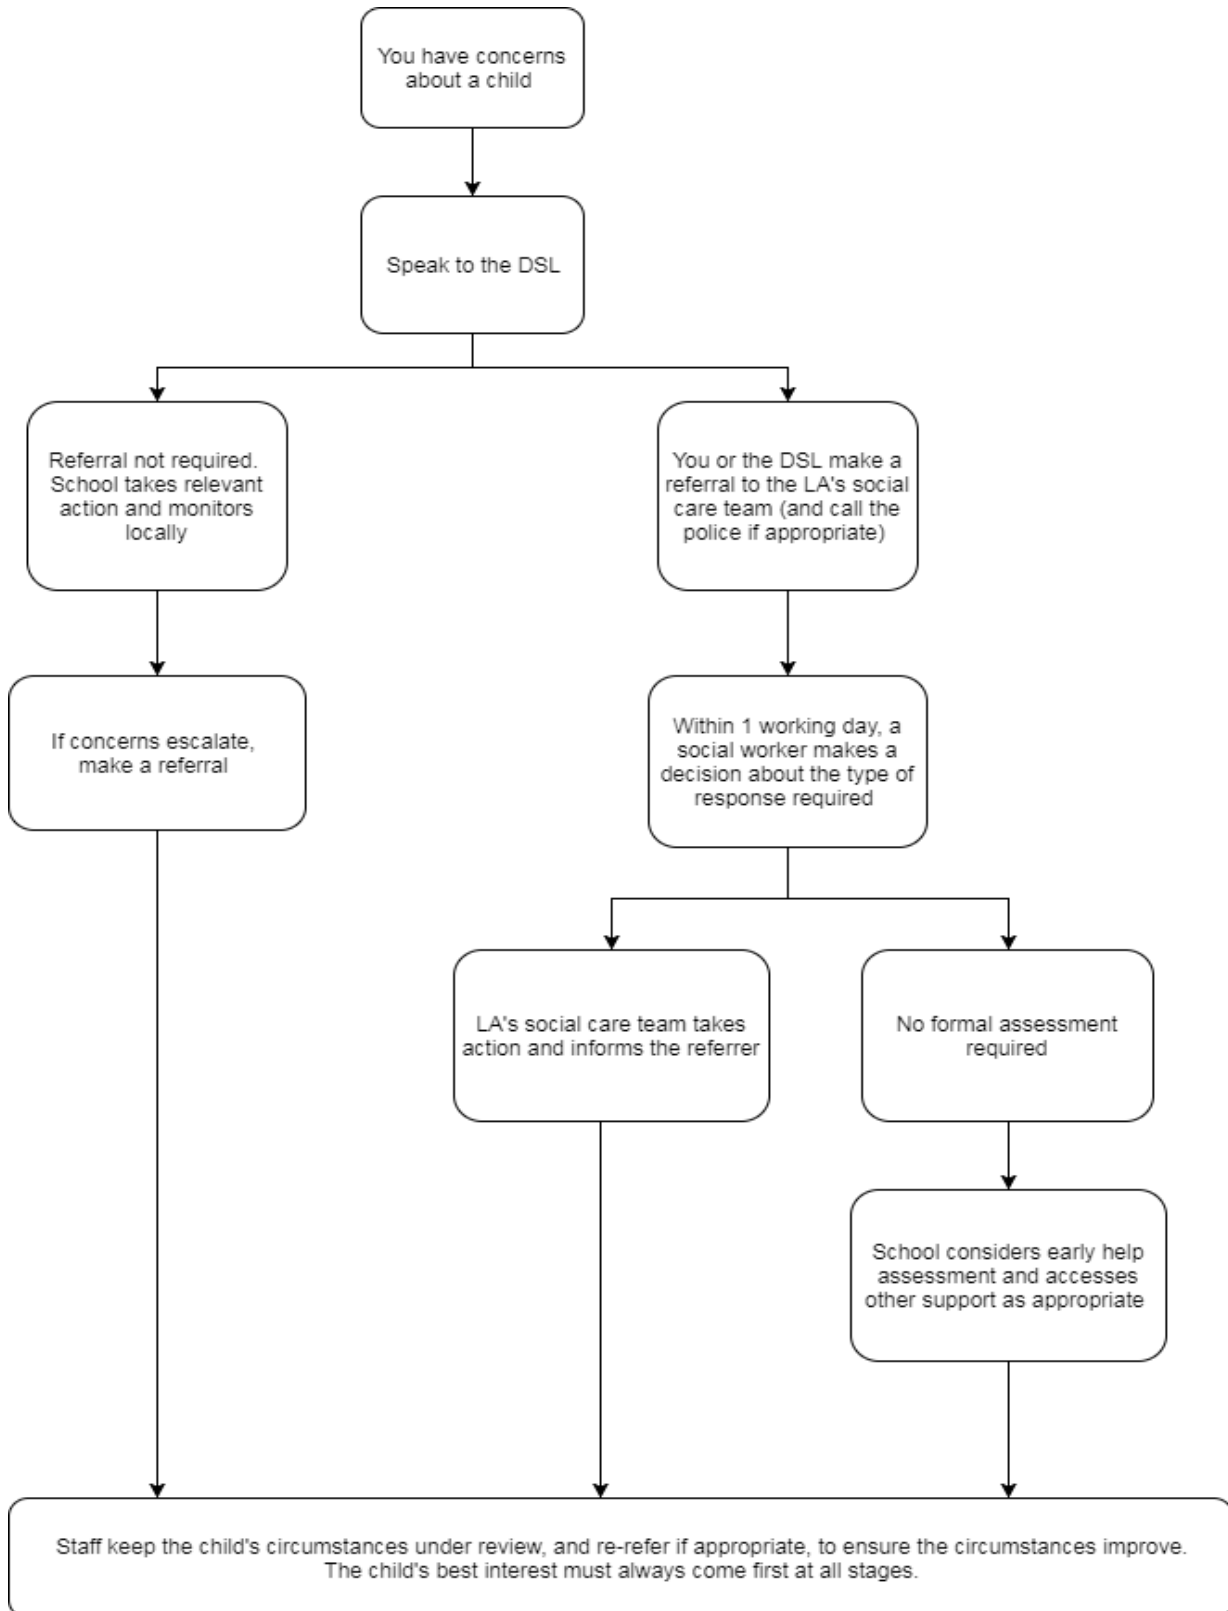 You have concerns
about a child
Speak to the DSL
Referral not required.
School takes relevant
action and monitors
locally
You or the DSL make a
referral to the LA's social
care team (and call the
police if appropriate)
If concerns escalate,
make a referral
Within 1 working day, a
social worker makes a
decision about the type of
response required
LA's social care team takes
action and informs the referrer
No formal assessment
required
School considers early help
assessment and accesses
other support as appropriate
Staff keep the child's circumstances under review, and re-refer if appropriate, to ensure the circumstances improve.
The child's best interest must always come first at all stages.